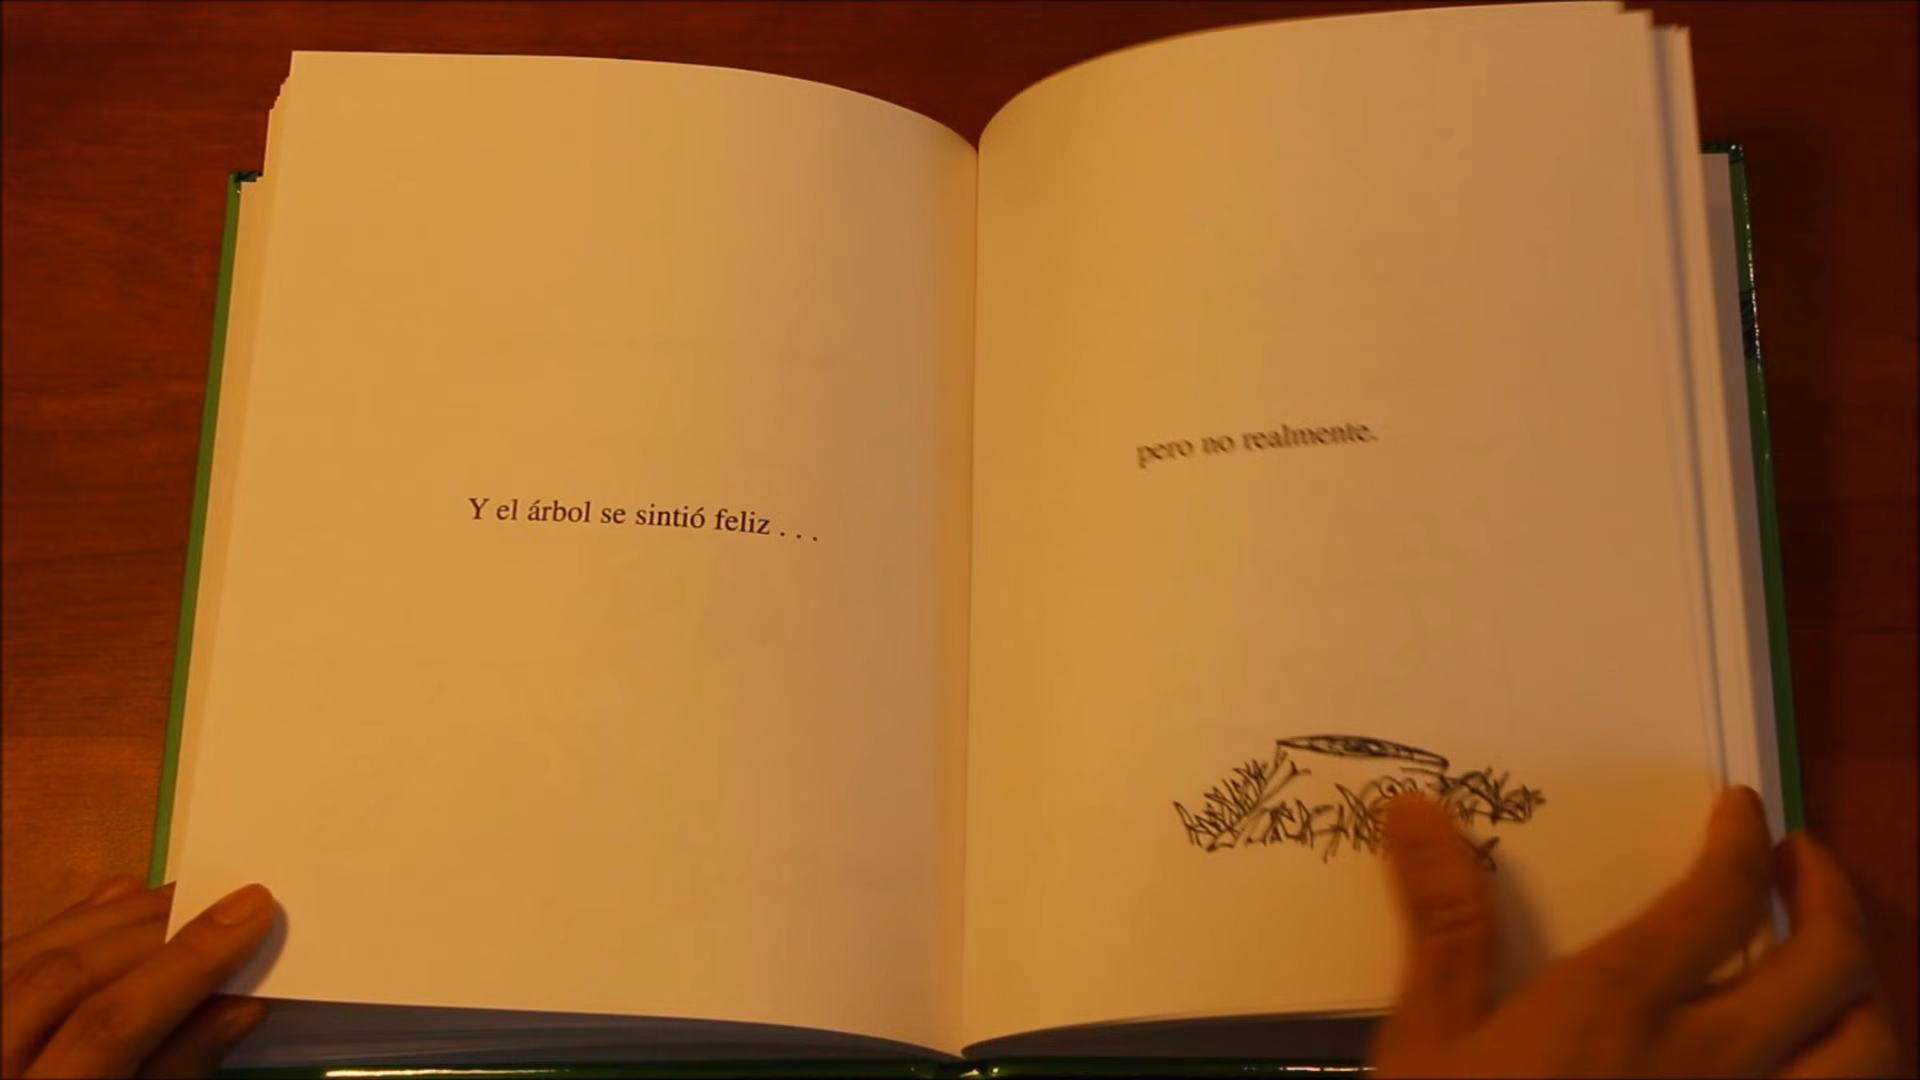 Y el árbol se sintió feliz . . .
pero no realmente.